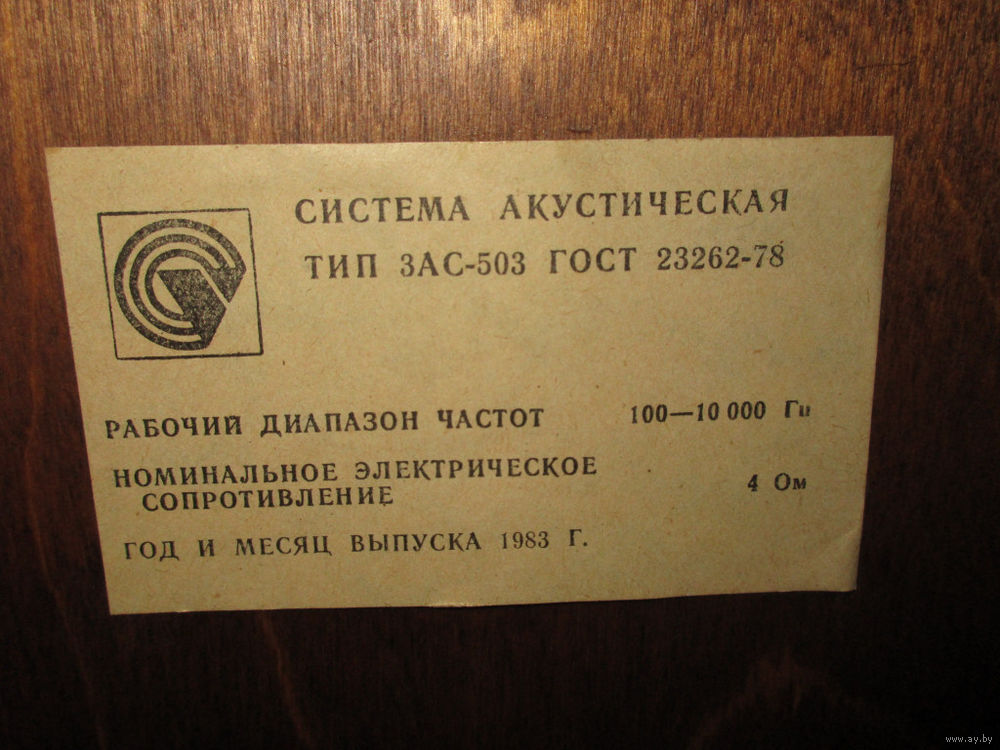 СИСТЕМА АКУСТИЧЕСКАЯ
ТИП 3АС-503 ГОСТ 23262-78
РАБОЧИЙ ДИАПАЗОН ЧАСТОТ 100—10 000 Гц
НОМИНАЛЬНОЕ ЭЛЕКТРИЧЕСКОЕ
СОПРОТИВЛЕНИЕ 4 Ом
ГОД И МЕСЯЦ ВЫПУСКА 1983 Г.
www.ay.by